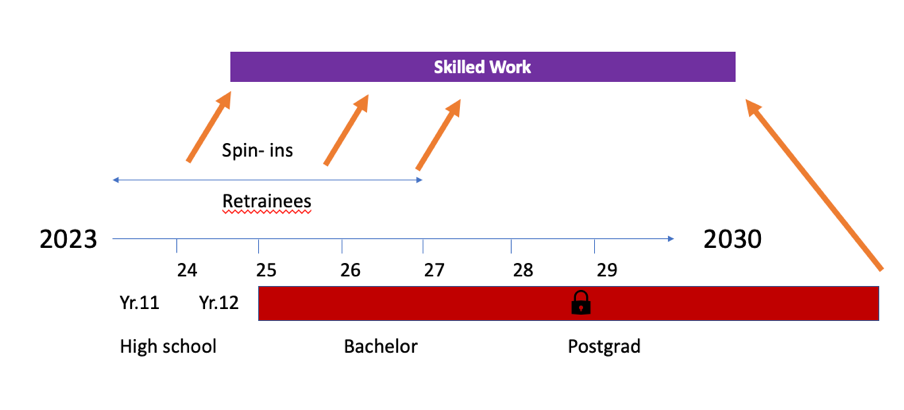 Skilled Work
Spin- ins
Retrainees
2023
2030
24 25 26 27 28 29
Yr.11 Yr.12
High school Bachelor Postgrad